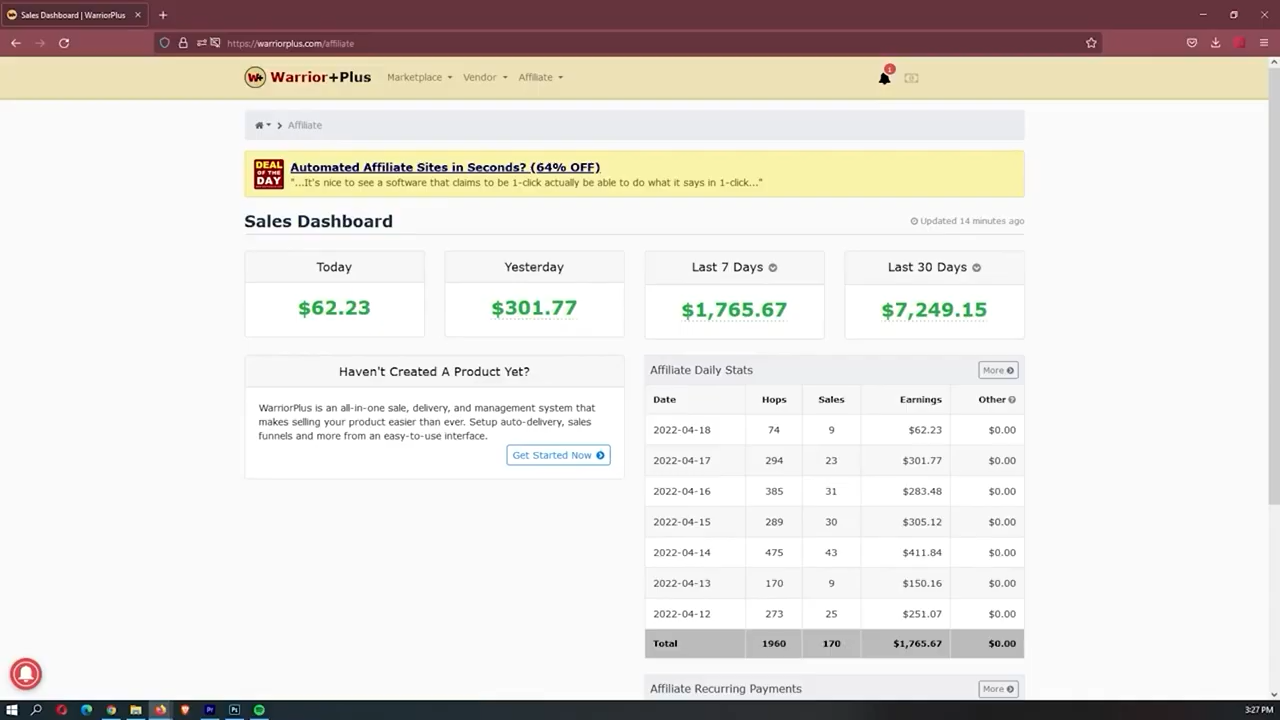 Sales Dashboard | WarriorPlus
https://warriorplus.com/affiliate
W+ Warrior+Plus Marketplace Vendor Affiliate 1
Affiliate
DEAL OF THE DAY
Automated Affiliate Sites in Seconds? (64% OFF)
"...It's nice to see a software that claims to be 1-click actually be able to do what it says in 1-click..."
Sales Dashboard
Updated 14 minutes ago
Today Yesterday Last 7 Days Last 30 Days
$62.23 $301.77 $1,765.67 $7,249.15
Haven't Created A Product Yet?
WarriorPlus is an all-in-one sale, delivery, and management system that
makes selling your product easier than ever. Setup auto-delivery, sales
funnels and more from an easy-to-use interface.
Get Started Now
Affiliate Daily Stats More
Date Hops Sales Earnings Other
2022-04-18 74 9 $62.23 $0.00
2022-04-17 294 23 $301.77 $0.00
2022-04-16 385 31 $283.48 $0.00
2022-04-15 289 30 $305.12 $0.00
2022-04-14 475 43 $411.84 $0.00
2022-04-13 170 9 $150.16 $0.00
2022-04-12 273 25 $251.07 $0.00
Total 1960 170 $1,765.67 $0.00
Affiliate Recurring Payments More
Pr Ps
3:27 PM